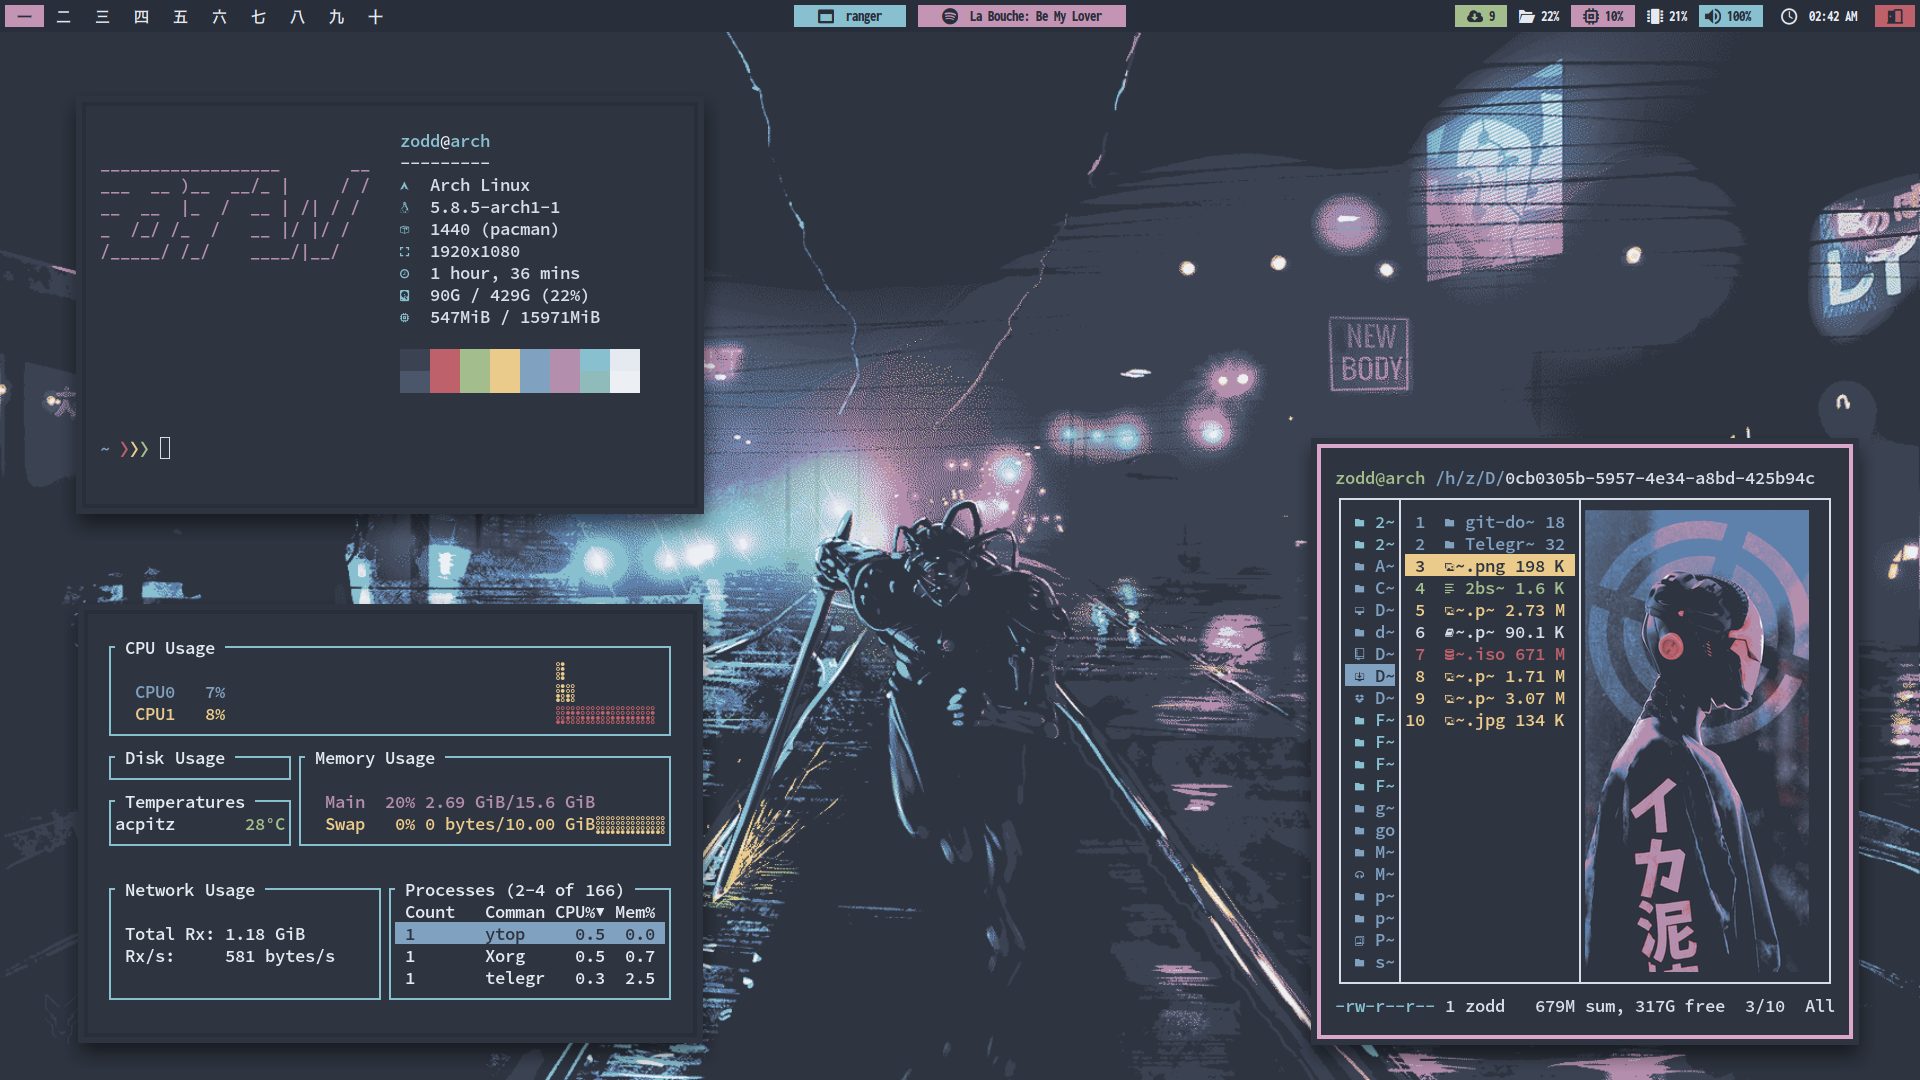 一 二 三 四 五 六 七 八 九 十
ranger
La Bouche: Be My Lover
9 22% 10% 21% 100% 02:42 AM
zodd@arch
---------
Arch Linux
5.8.5-arch1-1
1440 (pacman)
1920x1080
1 hour, 36 mins
90G / 429G (22%)
547MiB / 15971MiB
~ ❯❯❯
NEW
BODY
CPU Usage
CPU0 7%
CPU1 8%
Disk Usage
Temperatures
acpitz 28°C
Memory Usage
Main 20% 2.69 GiB/15.6 GiB
Swap 0% 0 bytes/10.00 GiB
Network Usage
Total Rx: 1.18 GiB
Rx/s: 581 bytes/s
Processes (2-4 of 166)
Count Comman CPU%▼ Mem%
1 ytop 0.5 0.0
1 Xorg 0.5 0.7
1 telegr 0.3 2.5
zodd@arch /h/z/D/0cb0305b-5957-4e34-a8bd-425b94c
2~
2~
A~
C~
D~
d~
D~
D~
D~
F~
F~
F~
F~
g~
go
M~
M~
p~
p~
P~
s~
1 git-do~ 18
2 Telegr~ 32
3 ~.png 198 K
4 2bs~ 1.6 K
5 ~.p~ 2.73 M
6 ~.p~ 90.1 K
7 ~.iso 671 M
8 ~.p~ 1.71 M
9 ~.p~ 3.07 M
10 ~.jpg 134 K
イカ泥
-rw-r--r-- 1 zodd 679M sum, 317G free 3/10 All